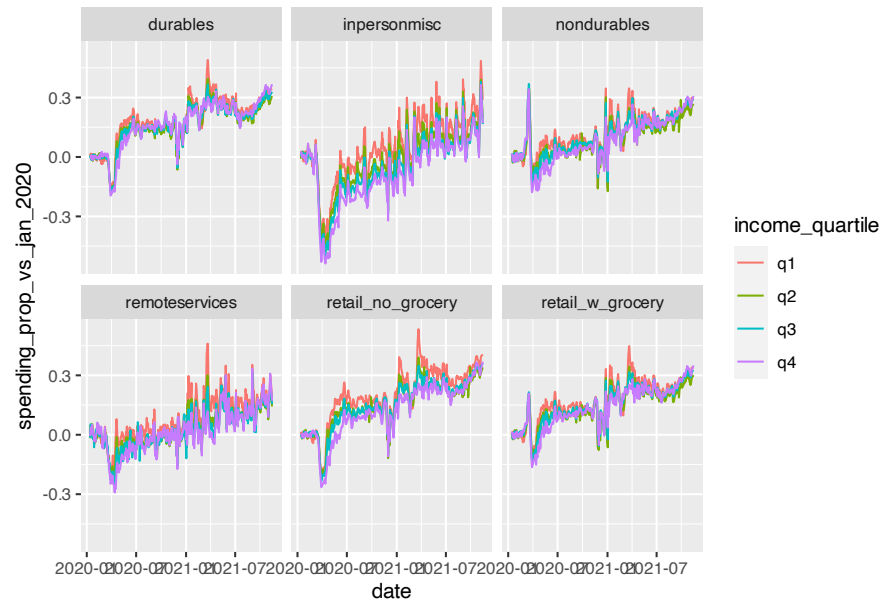 durables
inpersonmisc
nondurables
0.3
0.0
-0.3
remoteservices
retail_no_grocery
retail_w_grocery
0.3
0.0
-0.3
2020-01 2020-07 2021-01 2021-07
2020-01 2020-07 2021-01 2021-07
2020-01 2020-07 2021-01 2021-07
date
spending_prop_vs_jan_2020
income_quartile
q1
q2
q3
q4